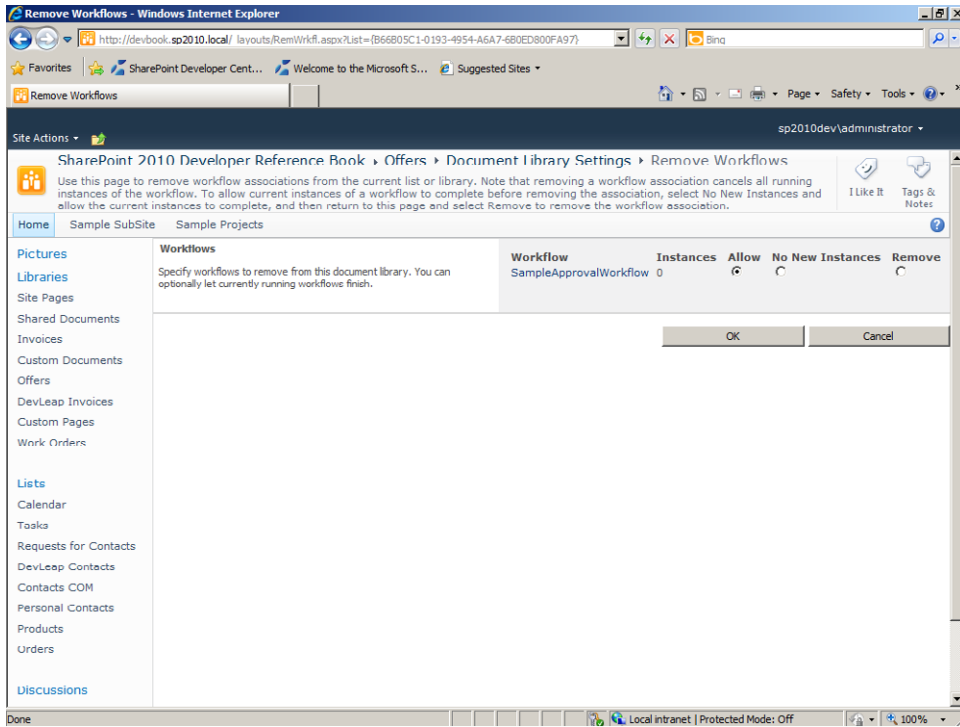 Remove Workflows - Windows Internet Explorer
http://devbook.sp2010.local/_layouts/RemWrkfl.aspx?List={B66B05C1-0193-4954-A6A7-6B0ED800FA97}
Bing
Favorites
SharePoint Developer Cent...
Welcome to the Microsoft S...
Suggested Sites
Remove Workflows
Page
Safety
Tools
Site Actions
sp2010dev\administrator
SharePoint 2010 Developer Reference Book
Offers
Document Library Settings
Remove Workflows
Use this page to remove workflow associations from the current list or library. Note that removing a workflow association cancels all running
instances of the workflow. To allow current instances of a workflow to complete before removing the association, select No New Instances and
allow the current instances to complete, and then return to this page and select Remove to remove the workflow association.
I Like It
Tags &
Notes
Home
Sample SubSite
Sample Projects
Pictures
Libraries
Site Pages
Shared Documents
Invoices
Custom Documents
Offers
DevLeap Invoices
Custom Pages
Work Orders
Lists
Calendar
Tasks
Requests for Contacts
DevLeap Contacts
Contacts COM
Personal Contacts
Products
Orders
Discussions
Workflows
Specify workflows to remove from this document library. You can
optionally let currently running workflows finish.
Workflow Instances Allow No New Instances Remove
SampleApprovalWorkflow 0
OK
Cancel
Done
Local intranet | Protected Mode: Off
100%